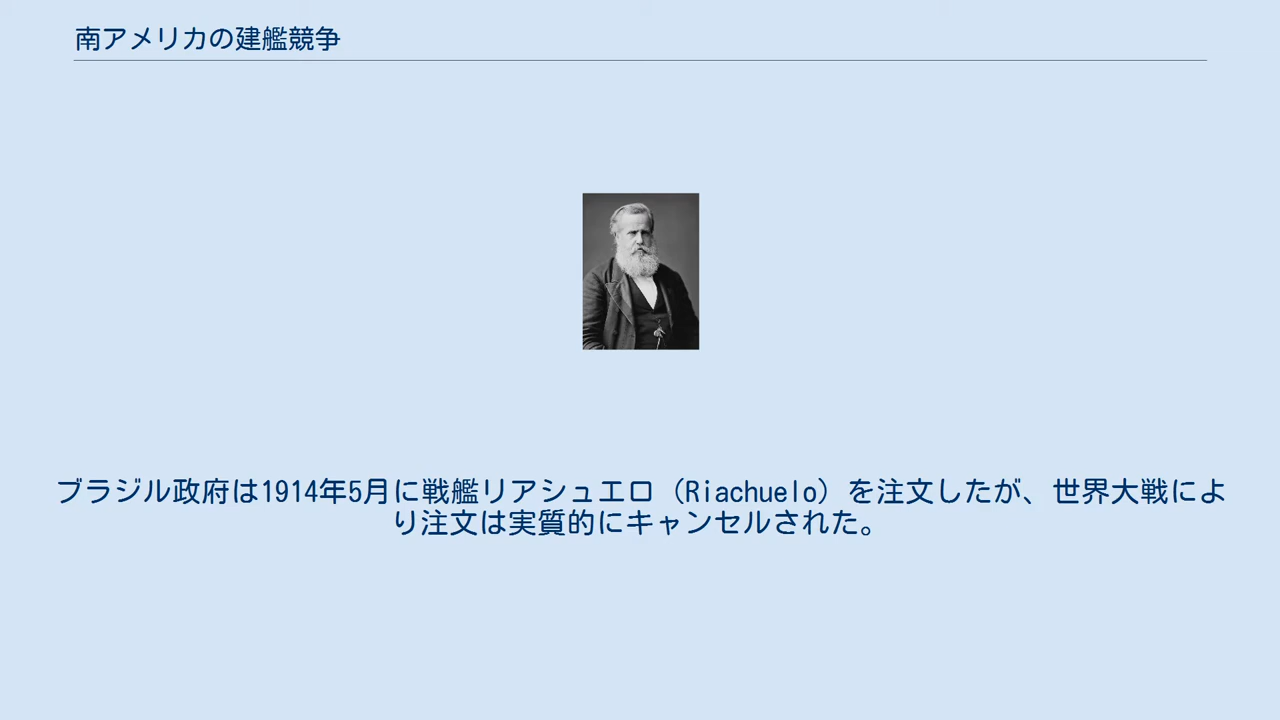 南アメリカの建艦競争
ブラジル政府は1914年5月に戦艦リアシュエロ（Riachuelo）を注文したが、世界大戦によ
り注文は実質的にキャンセルされた。